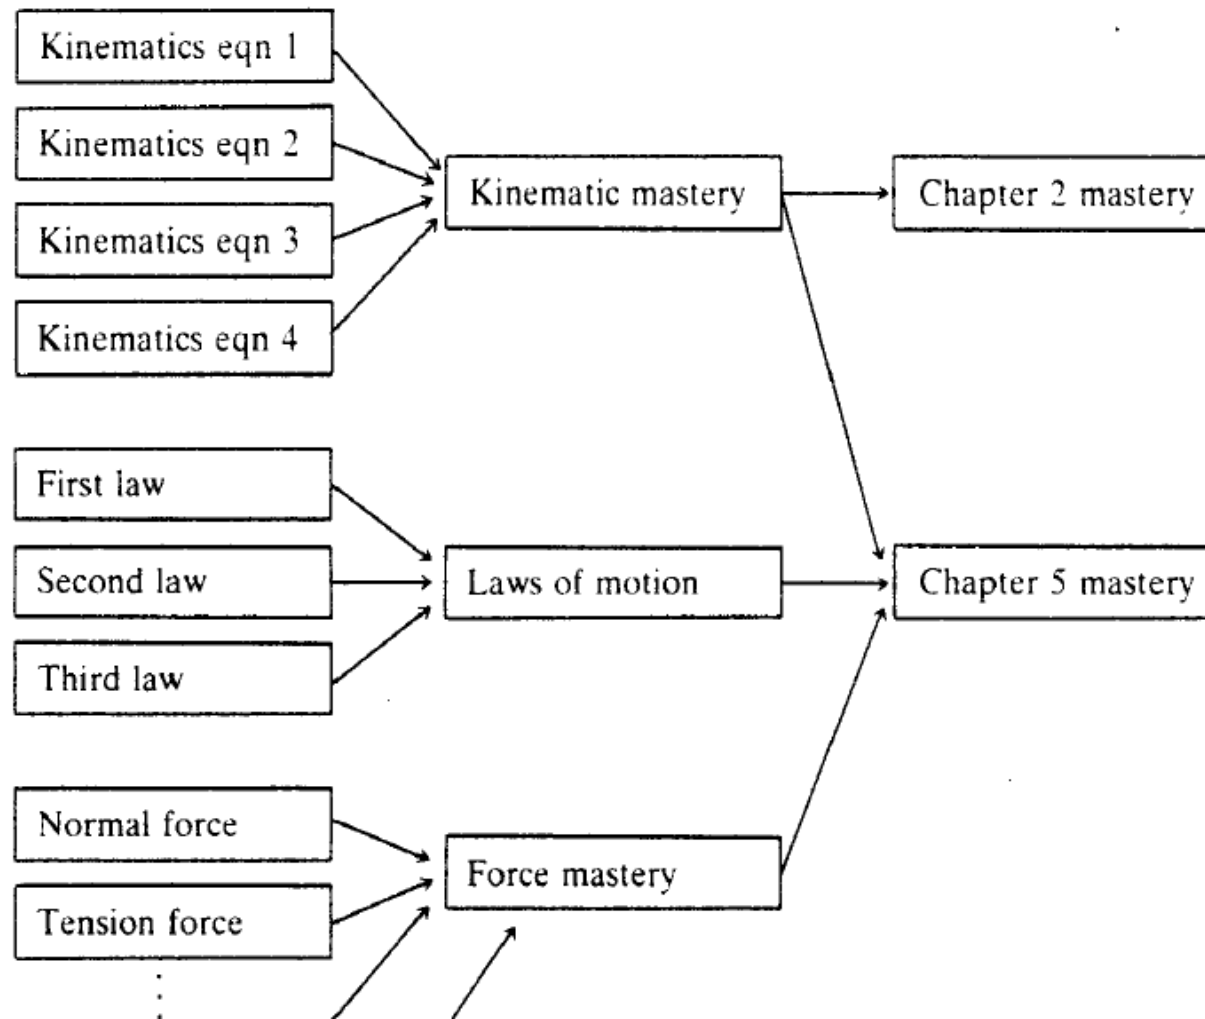 Kinematics eqn 1
Kinematics eqn 2
Kinematics eqn 3
Kinematics eqn 4
Kinematic mastery
Chapter 2 mastery
First law
Second law
Third law
Laws of motion
Chapter 5 mastery
Normal force
Tension force
Force mastery